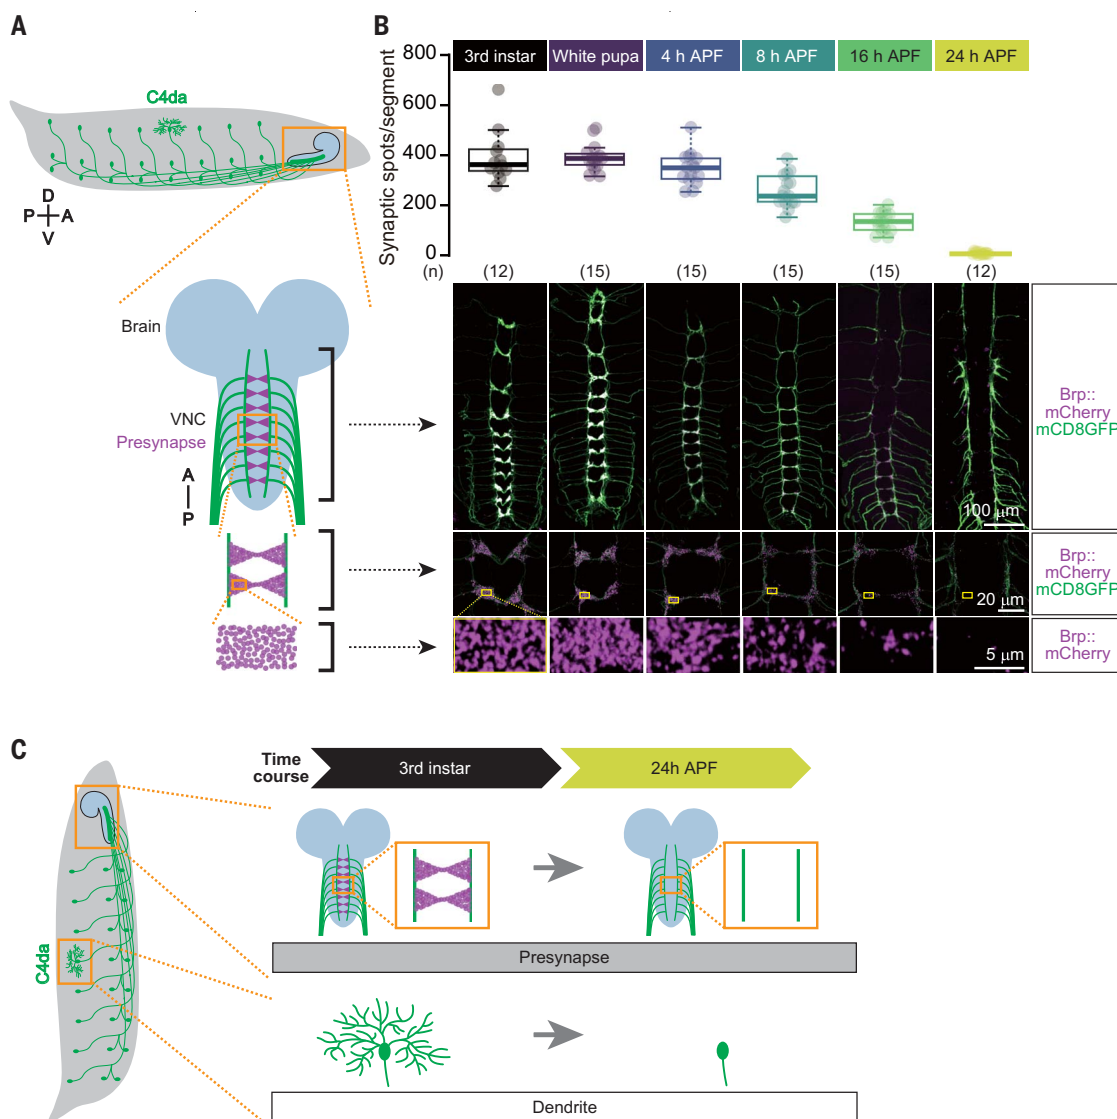 A
C4da
D
P A
V
Brain
VNC
Presynapse
A
P
B
3rd instar White pupa 4 h APF 8 h APF 16 h APF 24 h APF
Synaptic spots/segment
800
600
400
200
0
(n) (12) (15) (15) (15) (15) (12)
100 μm
Brp::
mCherry
mCD8GFP
20 μm
Brp::
mCherry
mCD8GFP
5 μm
Brp::
mCherry
C
C4da
Time
course
3rd instar
24h APF
Presynapse
Dendrite